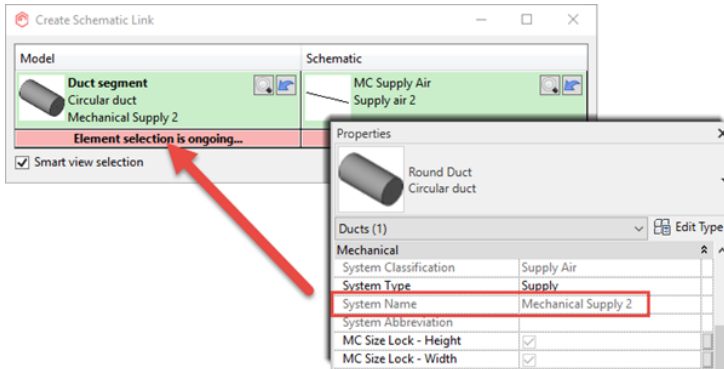 Create Schematic Link
Model
Schematic
Duct segment
Circular duct
Mechanical Supply 2
MC Supply Air
Supply air 2
Element selection is ongoing...
Smart view selection
Properties
Round Duct
Circular duct
Ducts (1)
Edit Type
Mechanical
System Classification Supply Air
System Type Supply
System Name Mechanical Supply 2
System Abbreviation
MC Size Lock - Height
MC Size Lock - Width